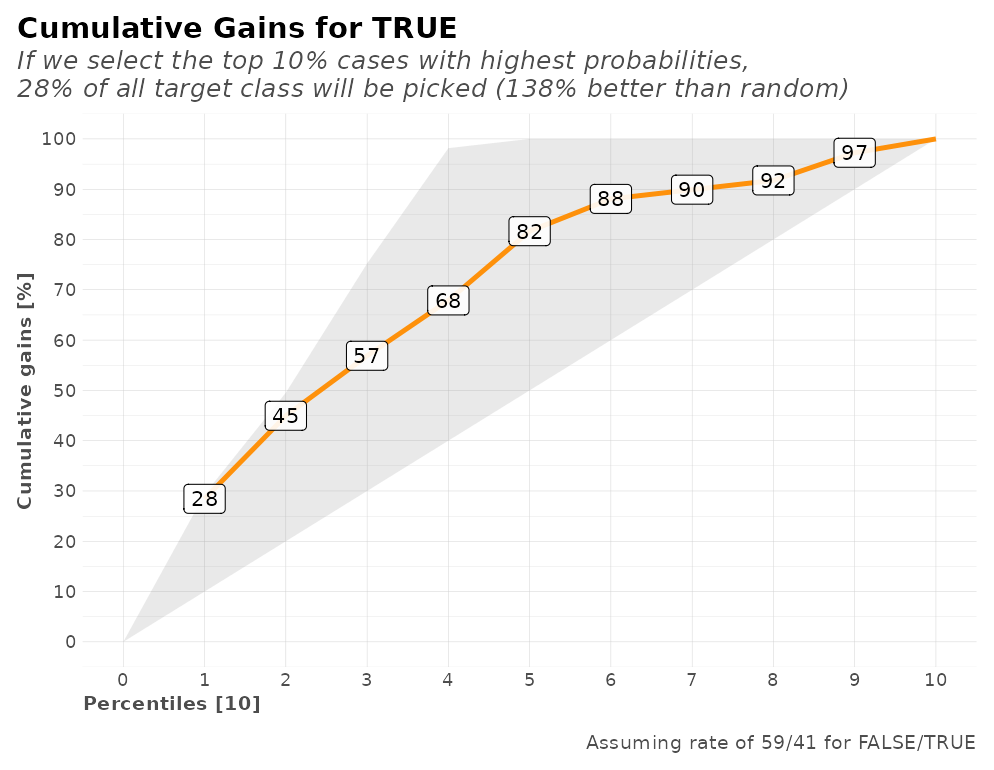 Cumulative Gains for TRUE
If we select the top 10% cases with highest probabilities,
28% of all target class will be picked (138% better than random)
Cumulative gains [%]
100
90
80
70
60
50
40
30
20
10
0
28
45
57
68
82
88
90
92
97
0 1 2 3 4 5 6 7 8 9 10
Percentiles [10]
Assuming rate of 59/41 for FALSE/TRUE